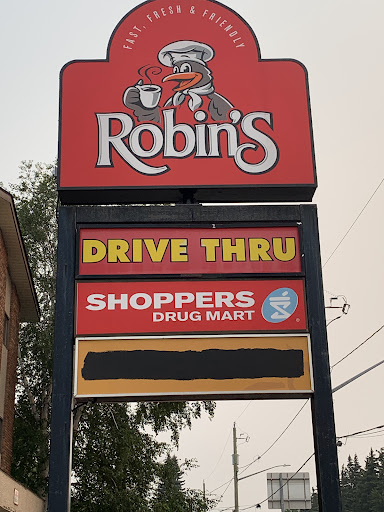 FAST, FRESH & FRIENDLY
Robin's
DRIVE THRU
SHOPPERS
DRUG MART